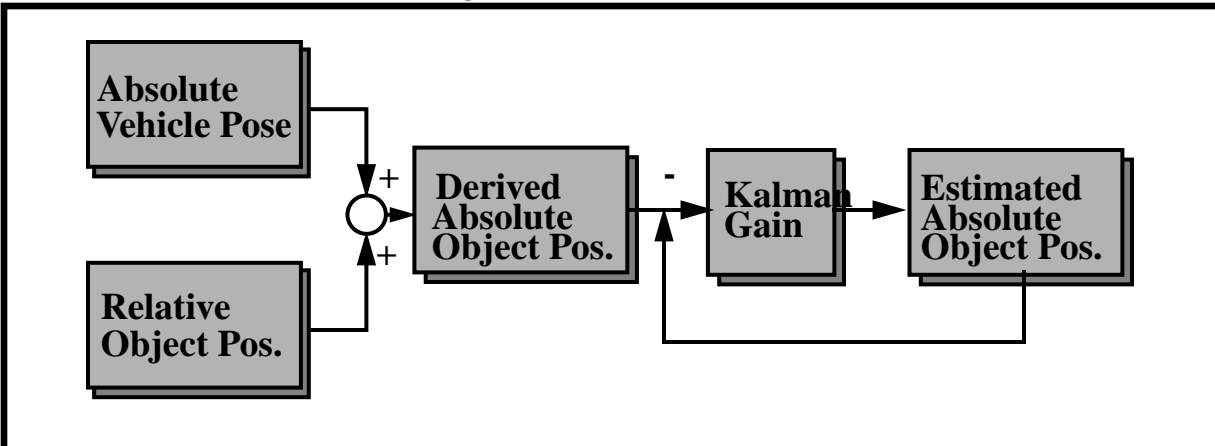 Absolute
Vehicle Pose
+
+
Relative
Object Pos.
Derived
Absolute
Object Pos.
-
Kalman
Gain
Estimated
Absolute
Object Pos.